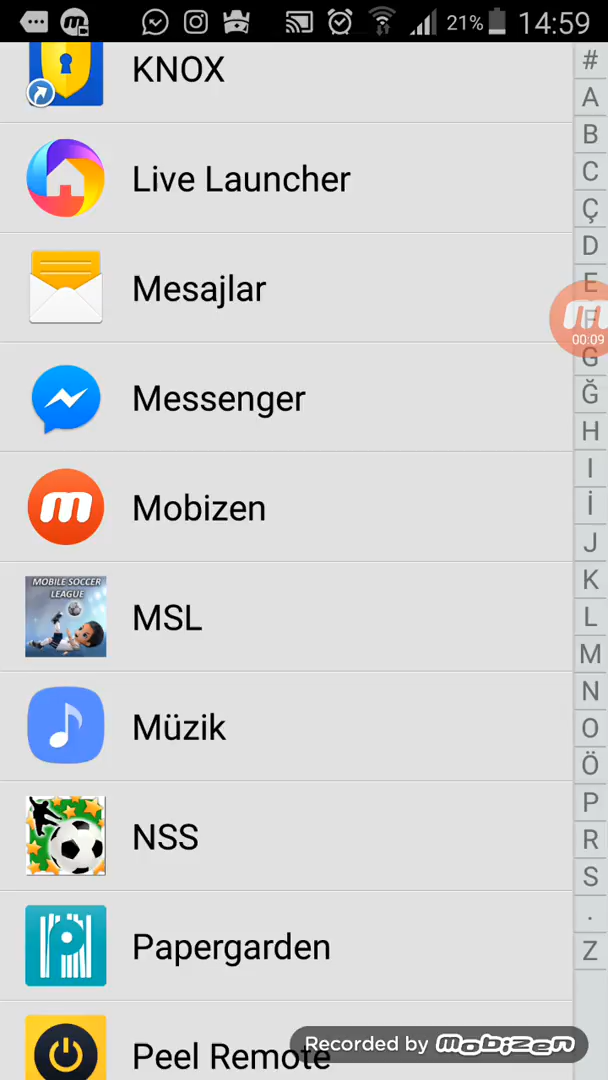 21% 14:59
KNOX
Live Launcher
Mesajlar
Messenger
Mobizen
MOBILE SOCCER
LEAGUE
MSL
Müzik
NSS
Papergarden
Peel Remote
#
A
B
C
Ç
D
E
F
G
Ğ
H
I
İ
J
K
L
M
N
O
Ö
P
R
S
.
Z
m
00:09
Recorded by mobizen